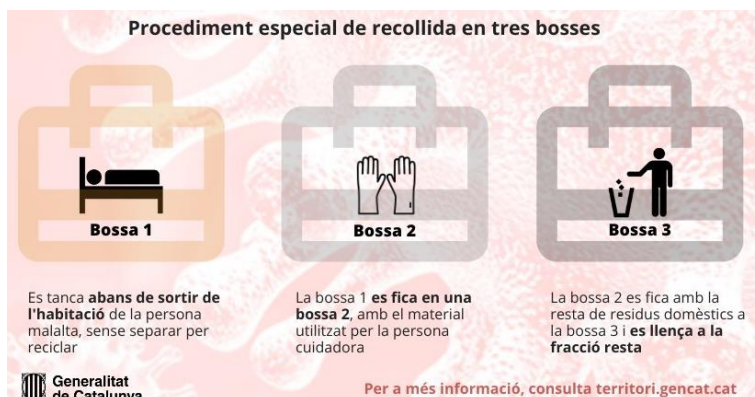 Procediment especial de recollida en tres bosses
Bossa 1
Bossa 2
Bossa 3
Es tanca abans de sortir de
l'habitació de la persona
malalta, sense separar per
reciclar
La bossa 1 es fica en una
bossa 2, amb el material
utilitzat per la persona
cuidadora
La bossa 2 es fica amb la
resta de residus domèstics a
la bossa 3 i es llença a la
fracció resta
Generalitat
de Catalunya
Per a més informació, consulta territori.gencat.cat